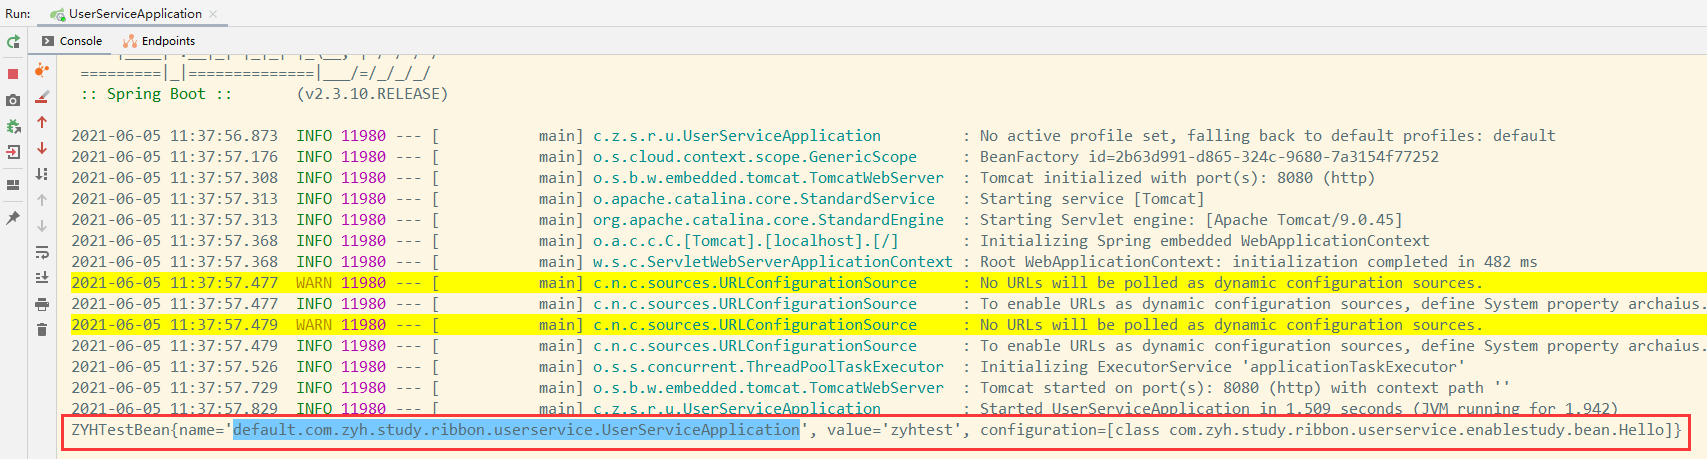 Run: UserServiceApplication
Console Endpoints
=========|_|==============|___/=/_/_/_/
:: Spring Boot :: (v2.3.10.RELEASE)
2021-06-05 11:37:56.873 INFO 11980 --- [ main] c.z.s.r.u.UserServiceApplication : No active profile set, falling back to default profiles: default
2021-06-05 11:37:57.176 INFO 11980 --- [ main] o.s.cloud.context.scope.GenericScope : BeanFactory id=2b63d991-d865-324c-9680-7a3154f77252
2021-06-05 11:37:57.308 INFO 11980 --- [ main] o.s.b.w.embedded.tomcat.TomcatWebServer : Tomcat initialized with port(s): 8080 (http)
2021-06-05 11:37:57.313 INFO 11980 --- [ main] o.apache.catalina.core.StandardService : Starting service [Tomcat]
2021-06-05 11:37:57.313 INFO 11980 --- [ main] org.apache.catalina.core.StandardEngine : Starting Servlet engine: [Apache Tomcat/9.0.45]
2021-06-05 11:37:57.368 INFO 11980 --- [ main] o.a.c.c.C.[Tomcat].[localhost].[/] : Initializing Spring embedded WebApplicationContext
2021-06-05 11:37:57.368 INFO 11980 --- [ main] w.s.c.ServletWebServerApplicationContext : Root WebApplicationContext: initialization completed in 482 ms
2021-06-05 11:37:57.477 WARN 11980 --- [ main] c.n.c.sources.URLConfigurationSource : No URLs will be polled as dynamic configuration sources.
2021-06-05 11:37:57.477 INFO 11980 --- [ main] c.n.c.sources.URLConfigurationSource : To enable URLs as dynamic configuration sources, define System property archaius.
2021-06-05 11:37:57.479 WARN 11980 --- [ main] c.n.c.sources.URLConfigurationSource : No URLs will be polled as dynamic configuration sources.
2021-06-05 11:37:57.479 INFO 11980 --- [ main] c.n.c.sources.URLConfigurationSource : To enable URLs as dynamic configuration sources, define System property archaius.
2021-06-05 11:37:57.526 INFO 11980 --- [ main] o.s.s.concurrent.ThreadPoolTaskExecutor : Initializing ExecutorService 'applicationTaskExecutor'
2021-06-05 11:37:57.729 INFO 11980 --- [ main] o.s.b.w.embedded.tomcat.TomcatWebServer : Tomcat started on port(s): 8080 (http) with context path ''
2021-06-05 11:37:57.829 INFO 11980 --- [ main] c.z.s.r.u.UserServiceApplication : Started UserServiceApplication in 1.509 seconds (JVM running for 1.942)
ZYHTestBean{name='default.com.zyh.study.ribbon.userservice.UserServiceApplication', value='zyhtest', configuration=[class com.zyh.study.ribbon.userservice.enablestudy.bean.Hello]}